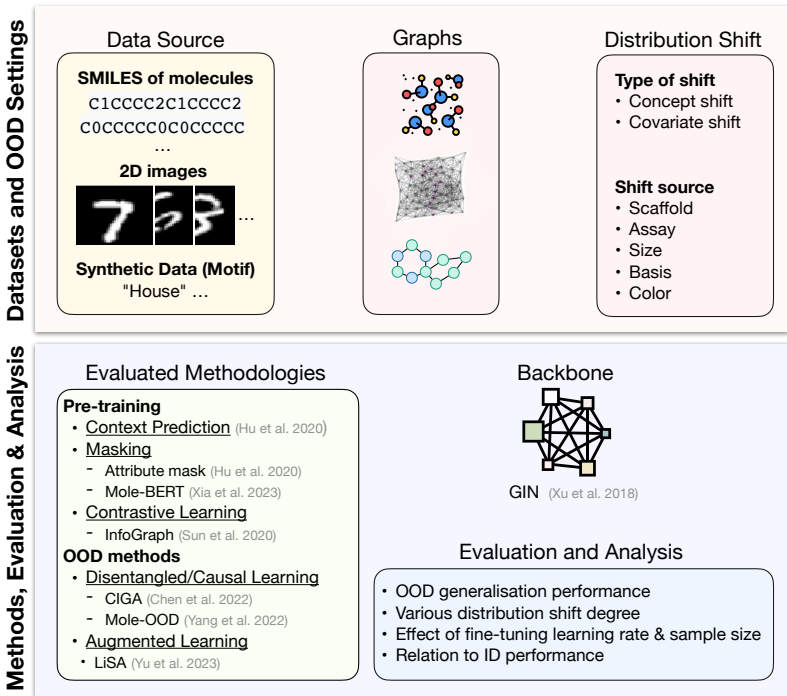 Datasets and OOD Settings
Data Source
SMILES of molecules
C1CCCC2C1CCCC2
C0CCCCC0C0CCCCC
...
2D images
...
Synthetic Data (Motif)
"House" ...
Graphs
Distribution Shift
Type of shift
• Concept shift
• Covariate shift
Shift source
• Scaffold
• Assay
• Size
• Basis
• Color
Methods, Evaluation & Analysis
Evaluated Methodologies
Pre-training
• Context Prediction (Hu et al. 2020)
• Masking
- Attribute mask (Hu et al. 2020)
- Mole-BERT (Xia et al. 2023)
• Contrastive Learning
- InfoGraph (Sun et al. 2020)
OOD methods
• Disentangled/Causal Learning
- CIGA (Chen et al. 2022)
- Mole-OOD (Yang et al. 2022)
• Augmented Learning
• LiSA (Yu et al. 2023)
Backbone
GIN (Xu et al. 2018)
Evaluation and Analysis
• OOD generalisation performance
• Various distribution shift degree
• Effect of fine-tuning learning rate & sample size
• Relation to ID performance